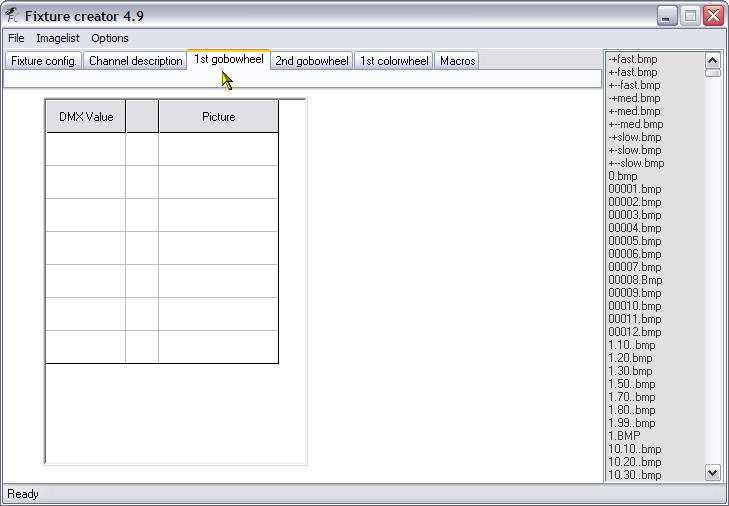 Fixture creator 4.9
File Imagelist Options
Fixture config. Channel description 1st gobowheel 2nd gobowheel 1st colorwheel Macros
DMX Value Picture
-+fast.bmp
+-fast.bmp
+--fast.bmp
-+med.bmp
+-med.bmp
+--med.bmp
-+slow.bmp
+-slow.bmp
+--slow.bmp
0.bmp
00001.bmp
00002.bmp
00003.bmp
00004.bmp
00005.bmp
00006.bmp
00007.bmp
00008.Bmp
00009.bmp
00010.bmp
00011.bmp
00012.bmp
1.10..bmp
1.20.bmp
1.30.bmp
1.50..bmp
1.70..bmp
1.80..bmp
1.99..bmp
1.BMP
10.10..bmp
10.20..bmp
10.30..bmp
Ready